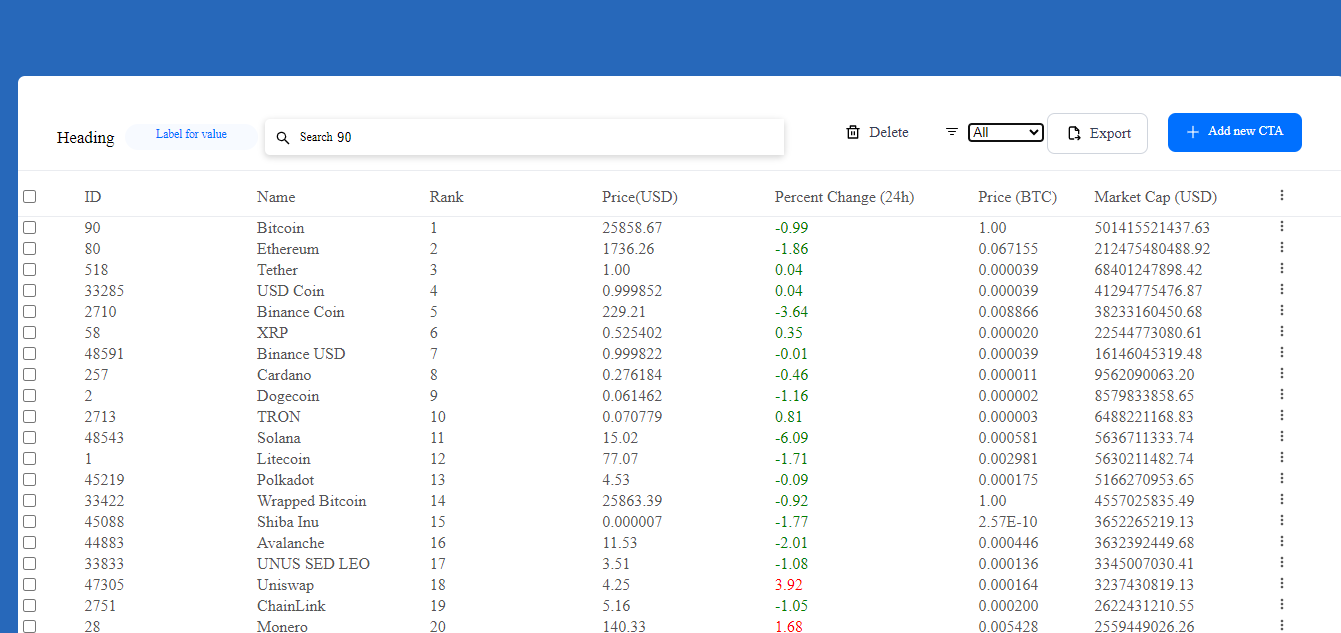 Heading Label for value Search 90 Delete All Export Add new CTA
ID Name Rank Price(USD) Percent Change (24h) Price (BTC) Market Cap (USD)
90 Bitcoin 1 25858.67 -0.99 1.00 501415521437.63
80 Ethereum 2 1736.26 -1.86 0.067155 212475480488.92
518 Tether 3 1.00 0.04 0.000039 68401247898.42
33285 USD Coin 4 0.999852 0.04 0.000039 41294775476.87
2710 Binance Coin 5 229.21 -3.64 0.008866 38233160450.68
58 XRP 6 0.525402 0.35 0.000020 22544773080.61
48591 Binance USD 7 0.999822 -0.01 0.000039 16146045319.48
257 Cardano 8 0.276184 -0.46 0.000011 9562090063.20
2 Dogecoin 9 0.061462 -1.16 0.000002 8579833858.65
2713 TRON 10 0.070779 0.81 0.000003 6488221168.83
48543 Solana 11 15.02 -6.09 0.000581 5636711333.74
1 Litecoin 12 77.07 -1.71 0.002981 5630211482.74
45219 Polkadot 13 4.53 -0.09 0.000175 5166270953.65
33422 Wrapped Bitcoin 14 25863.39 -0.92 1.00 4557025835.49
45088 Shiba Inu 15 0.000007 -1.77 2.57E-10 3652265219.13
44883 Avalanche 16 11.53 -2.01 0.000446 3632392449.68
33833 UNUS SED LEO 17 3.51 -1.08 0.000136 3345007030.41
47305 Uniswap 18 4.25 3.92 0.000164 3237430819.13
2751 ChainLink 19 5.16 -1.05 0.000200 2622431210.55
28 Monero 20 140.33 1.68 0.005428 2559449026.26